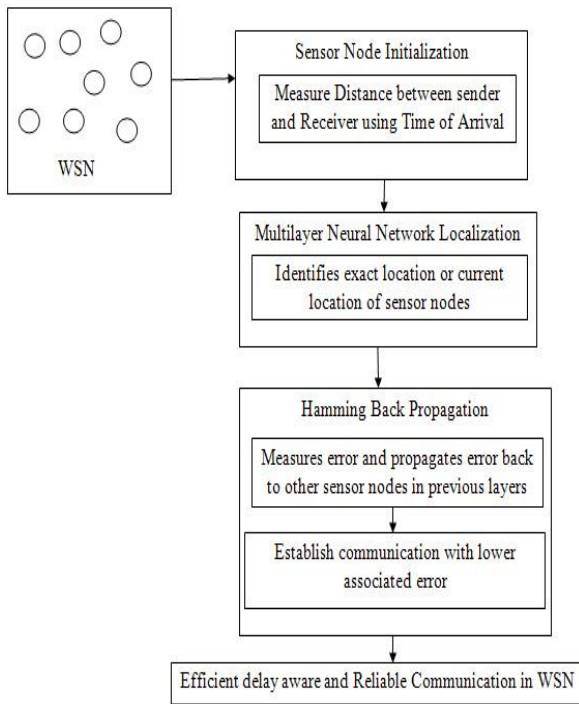 WSN
Sensor Node Initialization
Measure Distance between sender
and Receiver using Time of Arrival
Multilayer Neural Network Localization
Identifies exact location or current
location of sensor nodes
Hamming Back Propagation
Measures error and propagates error back
to other sensor nodes in previous layers
Establish communication with lower
associated error
Efficient delay aware and Reliable Communication in WSN